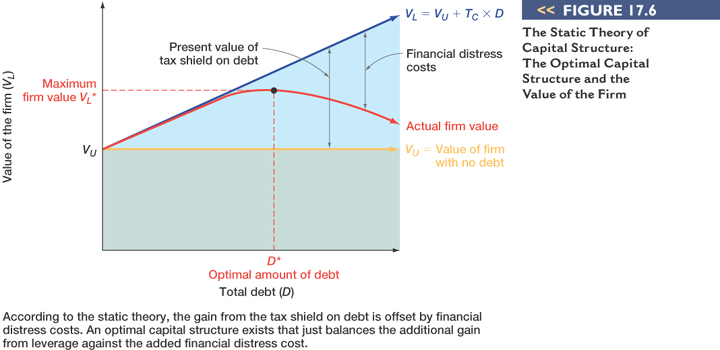 << FIGURE 17.6
The Static Theory of
Capital Structure:
The Optimal Capital
Structure and the
Value of the Firm
V_L = V_U + T_C × D
Present value of
tax shield on debt
Financial distress
costs
Maximum
firm value V_L*
Actual firm value
V_U
V_U = Value of firm
with no debt
Value of the firm (V_L)
D*
Optimal amount of debt
Total debt (D)
According to the static theory, the gain from the tax shield on debt is offset by financial
distress costs. An optimal capital structure exists that just balances the additional gain
from leverage against the added financial distress cost.